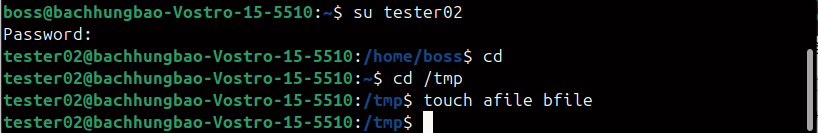 boss@bachhungbao-Vostro-15-5510:~$ su tester02
Password:
tester02@bachhungbao-Vostro-15-5510:/home/boss$ cd
tester02@bachhungbao-Vostro-15-5510:~$ cd /tmp
tester02@bachhungbao-Vostro-15-5510:/tmp$ touch afile bfile
tester02@bachhungbao-Vostro-15-5510:/tmp$